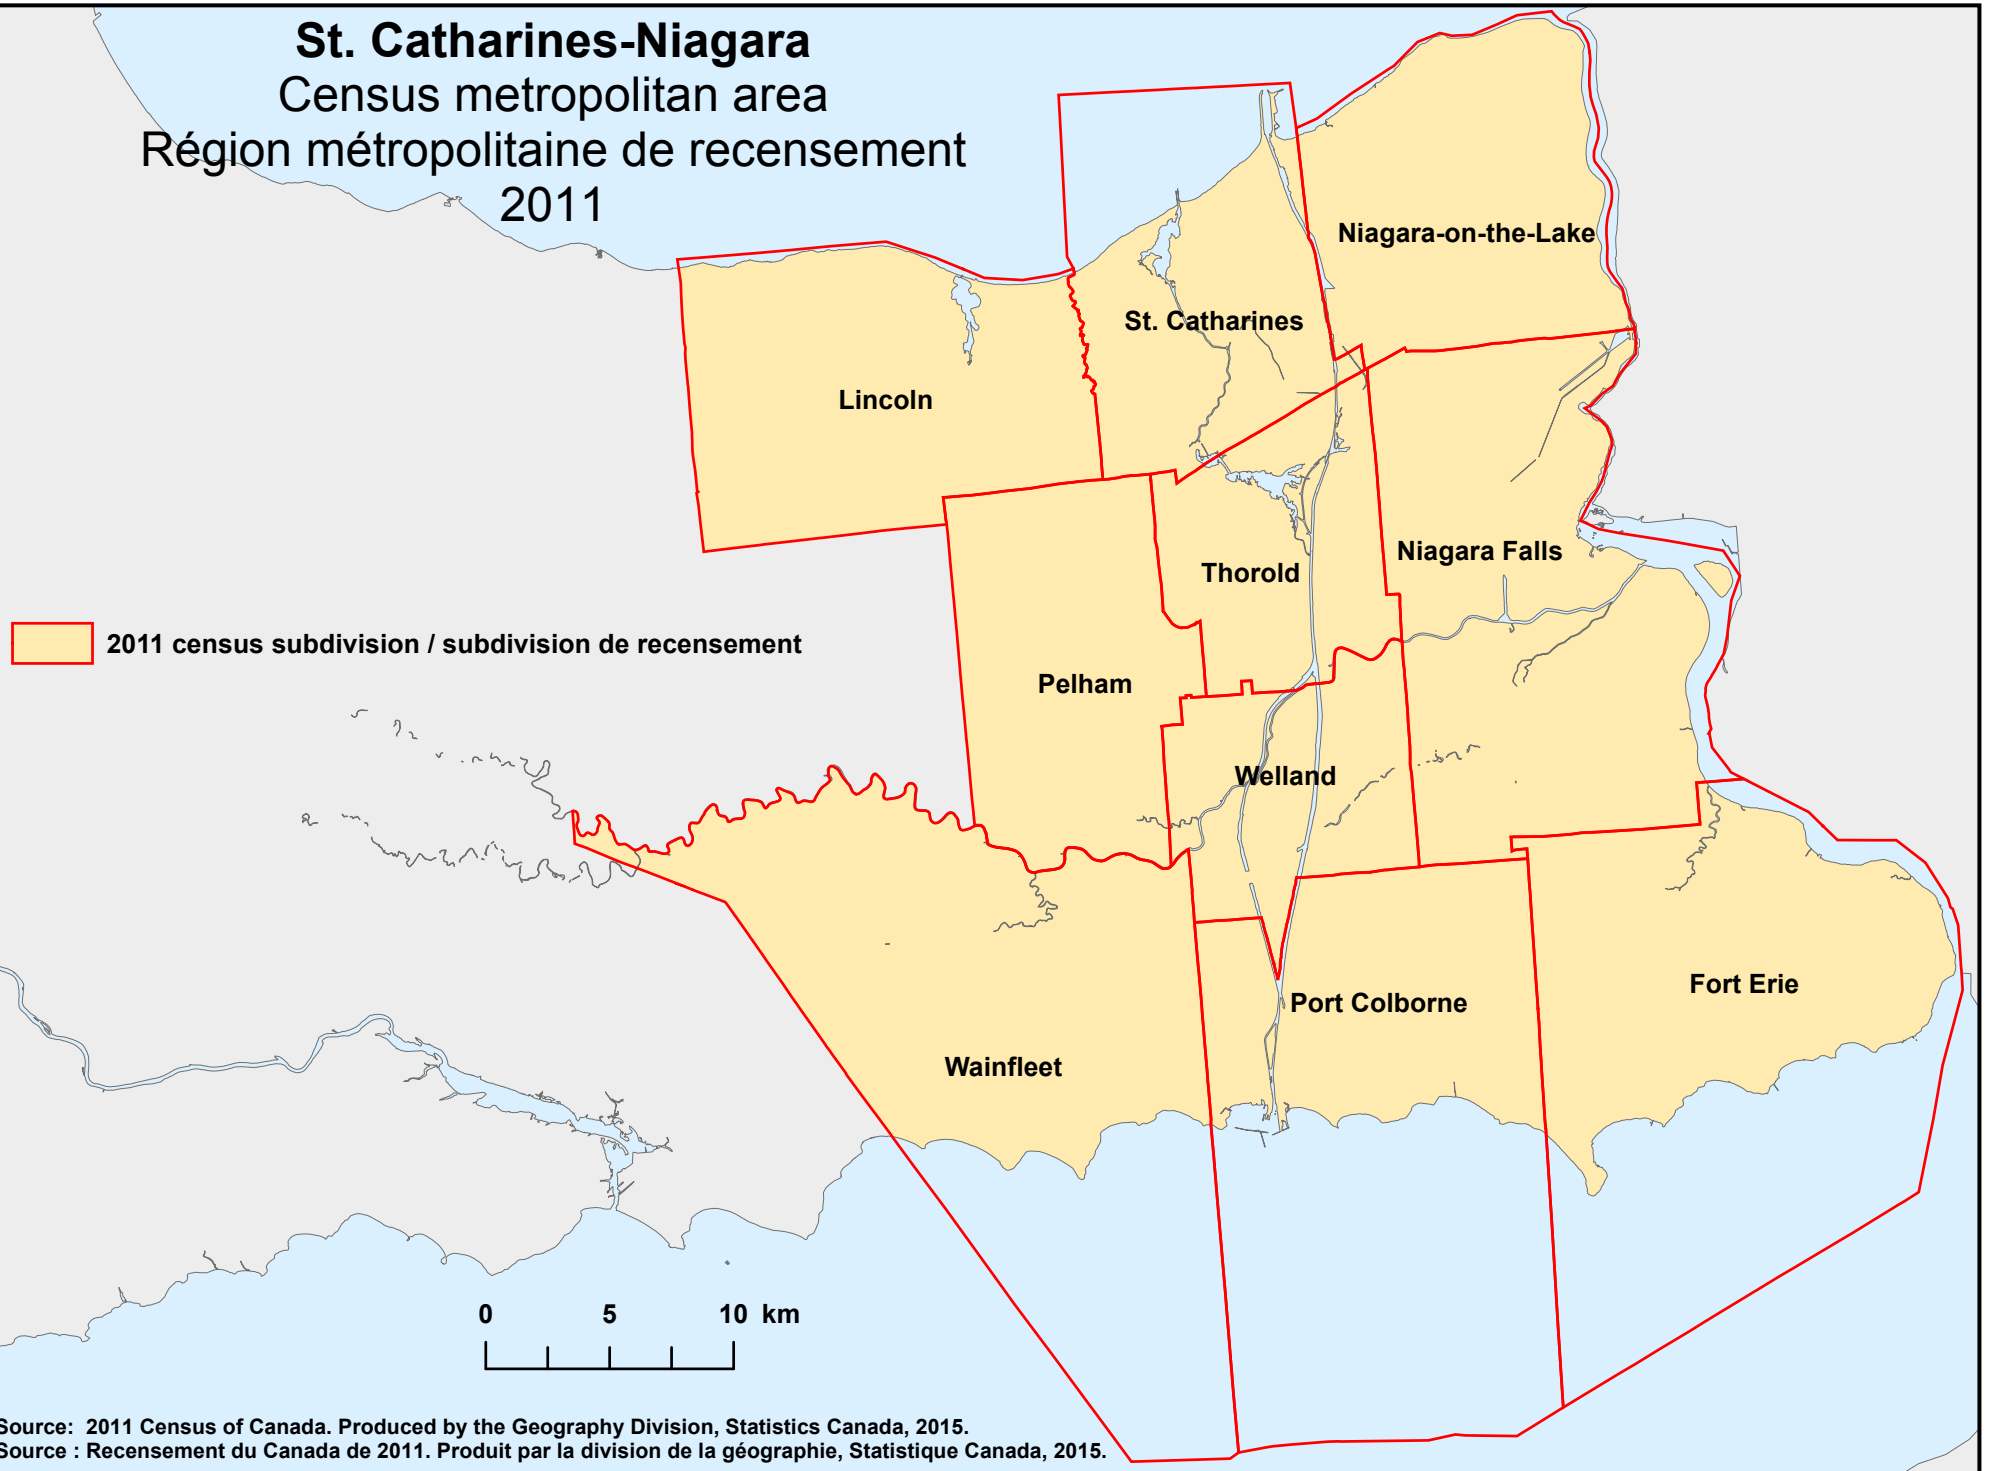 St. Catharines-Niagara
Census metropolitan area
Région métropolitaine de recensement
2011
Niagara-on-the-Lake
St. Catharines
Lincoln
Niagara Falls
Thorold
2011 census subdivision / subdivision de recensement
Pelham
Welland
Fort Erie
Port Colborne
Wainfleet
0 5 10 km
Source: 2011 Census of Canada. Produced by the Geography Division, Statistics Canada, 2015.
Source : Recensement du Canada de 2011. Produit par la division de la géographie, Statistique Canada, 2015.